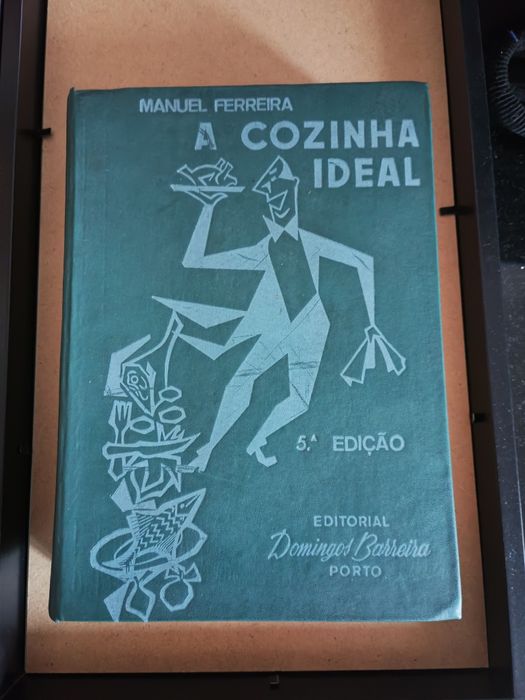 MANUEL FERREIRA
A COZINHA
IDEAL
5.ª EDIÇÃO
EDITORIAL
Domingos Barreira
PORTO